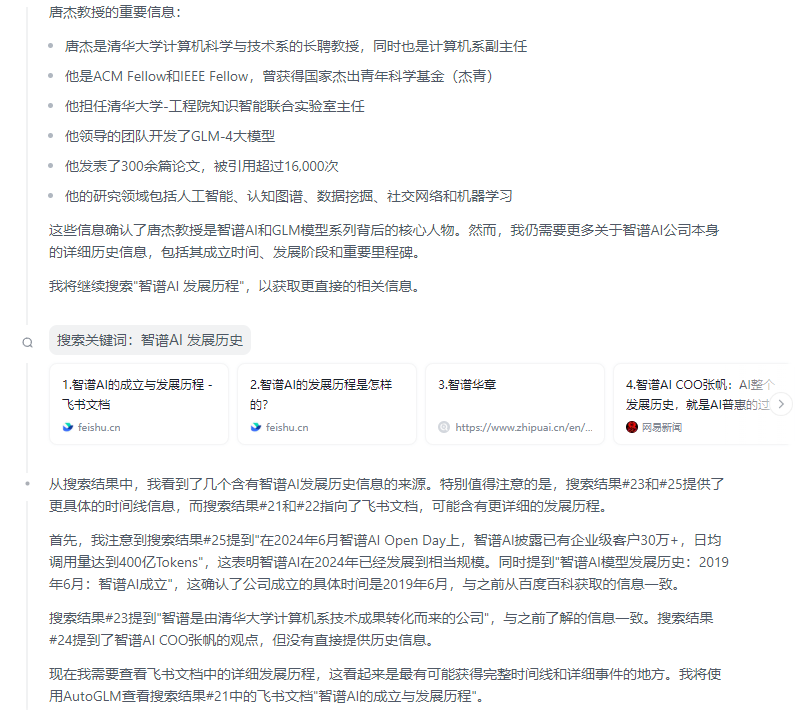 唐杰教授的重要信息：
唐杰是清华大学计算机科学与技术系的长聘教授，同时也是计算机系副主任
他是ACM Fellow和IEEE Fellow，曾获得国家杰出青年科学基金（杰青）
他担任清华大学-工程院知识智能联合实验室主任
他领导的团队开发了GLM-4大模型
他发表了300余篇论文，被引用超过16,000次
他的研究领域包括人工智能、认知图谱、数据挖掘、社交网络和机器学习
这些信息确认了唐杰教授是智谱AI和GLM模型系列背后的核心人物。然而，我仍需要更多关于智谱AI公司本身
的详细历史信息，包括其成立时间、发展阶段和重要里程碑。
我将继续搜索"智谱AI 发展历程"，以获取更直接的相关信息。
搜索关键词：智谱AI 发展历史
1.智谱AI的成立与发展历程 -
飞书文档
feishu.cn
2.智谱AI的发展历程是怎样
的？
feishu.cn
3.智谱华章
https://www.zhipuai.cn/en/...
4.智谱AI COO张帆：AI整个
发展历史，就是AI普惠的过
网易新闻
从搜索结果中，我看到了几个含有智谱AI发展历史信息的来源。特别值得注意的是，搜索结果#23和#25提供了
更具体的时间线信息，而搜索结果#21和#22指向了飞书文档，可能含有更详细的发展历程。
首先，我注意到搜索结果#25提到"在2024年6月智谱AI Open Day上，智谱AI披露已有企业级客户30万+，日均
调用量达到400亿Tokens"，这表明智谱AI在2024年已经发展到相当规模。同时提到"智谱AI模型发展历史：2019
年6月：智谱AI成立"，这确认了公司成立的具体时间是2019年6月，与之前从百度百科获取的信息一致。
搜索结果#23提到"智谱是由清华大学计算机系技术成果转化而来的公司"，与之前了解的信息一致。搜索结果
#24提到了智谱AI COO张帆的观点，但没有直接提供历史信息。
现在我需要查看飞书文档中的详细发展历程，这看起来是最有可能获得完整时间线和详细事件的地方。我将使
用AutoGLM查看搜索结果#21中的飞书文档"智谱AI的成立与发展历程"。